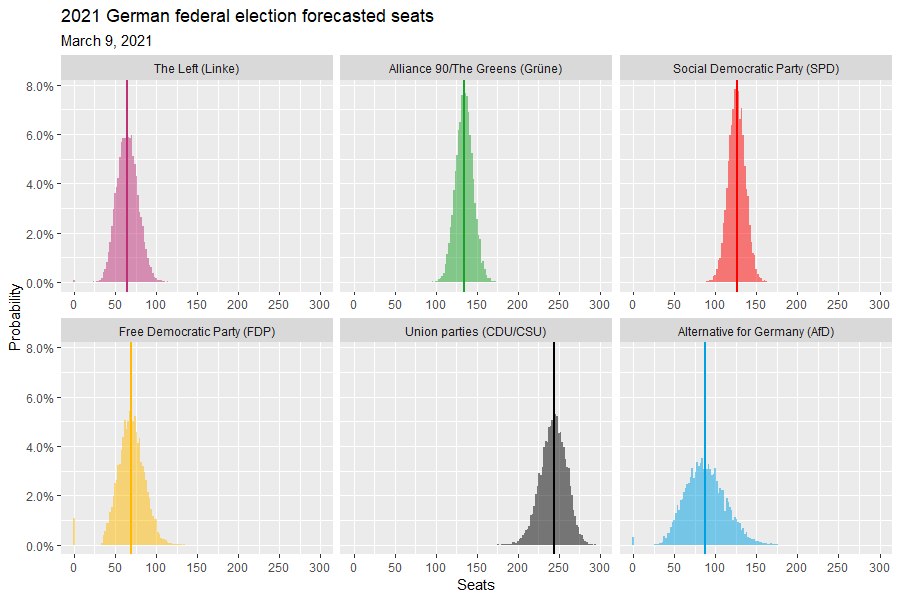 2021 German federal election forecasted seats
March 9, 2021
The Left (Linke) Alliance 90/The Greens (Grüne) Social Democratic Party (SPD)
8.0%
6.0%
4.0%
2.0%
0.0%
0 50 100 150 200 250 300 0 50 100 150 200 250 300 0 50 100 150 200 250 300
Probability
Free Democratic Party (FDP) Union parties (CDU/CSU) Alternative for Germany (AfD)
8.0%
6.0%
4.0%
2.0%
0.0%
0 50 100 150 200 250 300 0 50 100 150 200 250 300 0 50 100 150 200 250 300
Seats